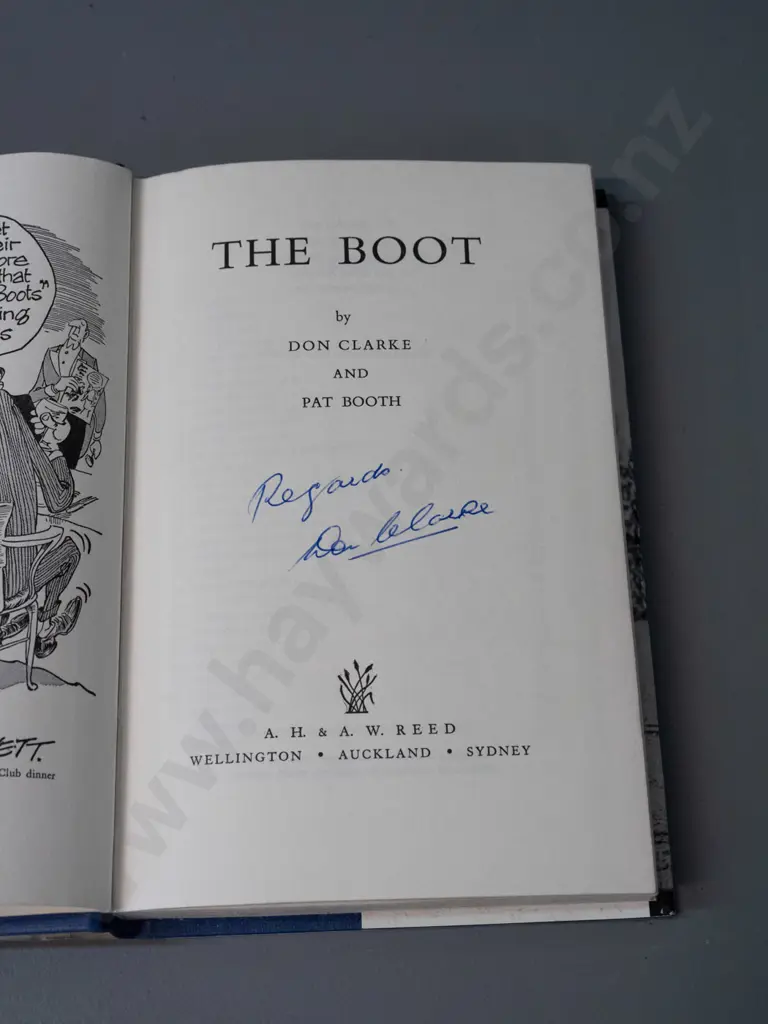 that
Boots"
THE BOOT
by
DON CLARKE
AND
PAT BOOTH
Regards
Don Clarke
A. H. & A. W. REED
WELLINGTON • AUCKLAND • SYDNEY
Club dinner
www.haywards.co.nz